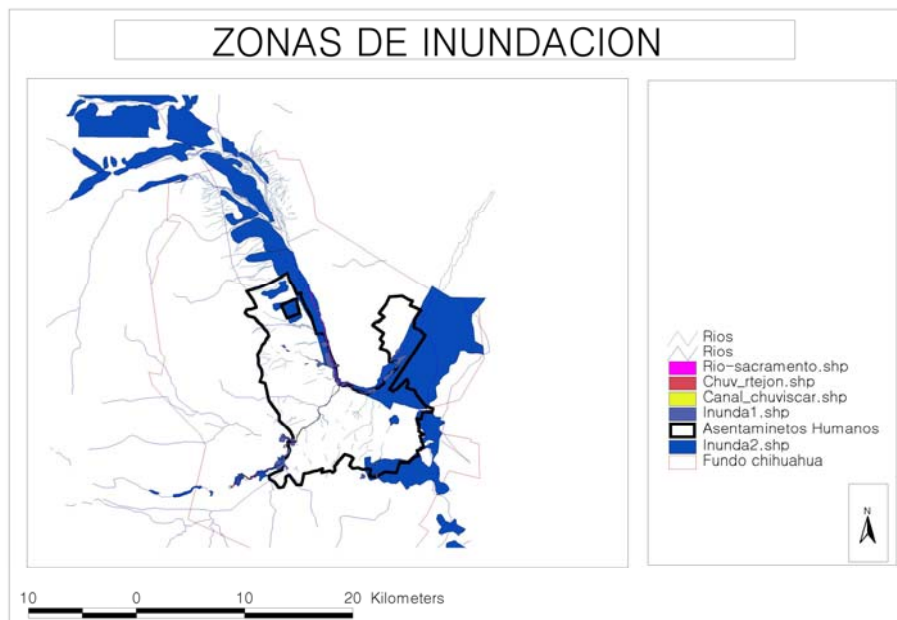 ZONAS DE INUNDACION
Rios
Rios
Rio-sacramento.shp
Chuv_rtejon.shp
Canal_chuviscar.shp
Inunda1.shp
Asentaminetos Humanos
Inunda2.shp
Fundo chihuahua
N
10 0 10 20 Kilometers